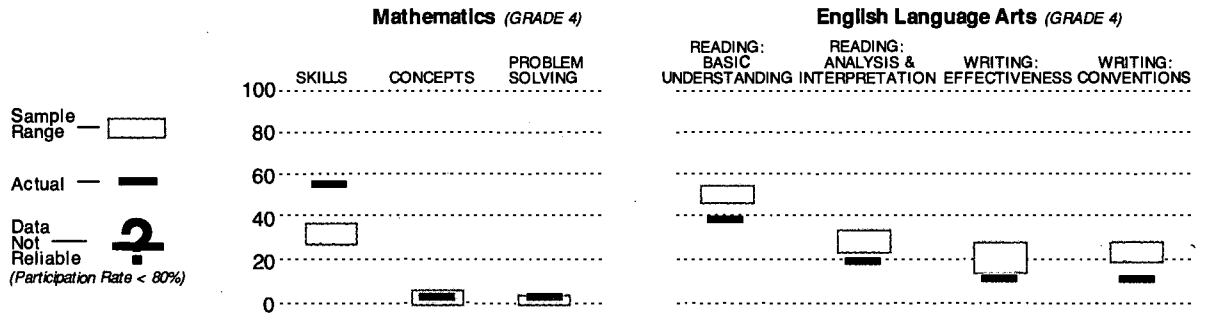 Mathematics (GRADE 4)
English Language Arts (GRADE 4)
SKILLS
CONCEPTS
PROBLEM
SOLVING
READING:
BASIC
UNDERSTANDING
READING:
ANALYSIS &
INTERPRETATION
WRITING:
EFFECTIVENESS
WRITING:
CONVENTIONS
100
80
60
40
20
0
Sample
Range
Actual
Data
Not
Reliable
?
(Participation Rate < 80%)